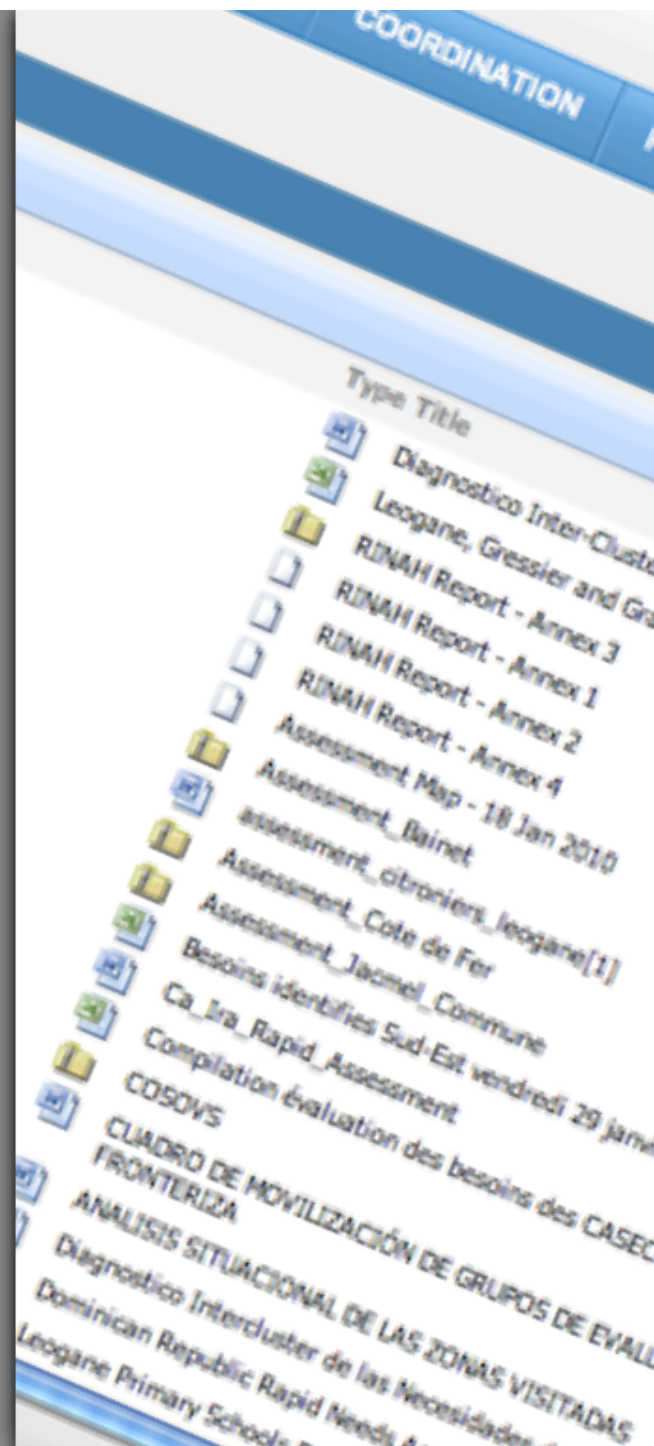 COORDINATION
Type Title
Diagnostico Inter-Cluste
Leogane, Gressier and Gra
RINAH Report - Annex 3
RINAH Report - Annex 1
RINAH Report - Annex 2
RINAH Report - Annex 4
Assessment Map - 18 Jan 2010
Assessment_Bainet
assessment_citroniers_leogane[1]
Assessment_Cote de Fer
Assessment_Jacmel_Commune
Besoins identifies Sud-Est vendredi 29 janvi
Ca_Ira_Rapid_Assessment
Compilation évaluation des besoins des CASEC
COSOVS
CUADRO DE MOVILIZACIÓN DE GRUPOS DE EVALU
FRONTERIZA
ANALISIS SITUACIONAL DE LAS ZONAS VISITADAS
Diagnostico Intercluster de las Necesidades
Dominican Republic Rapid Needs
Leogane Primary Schools